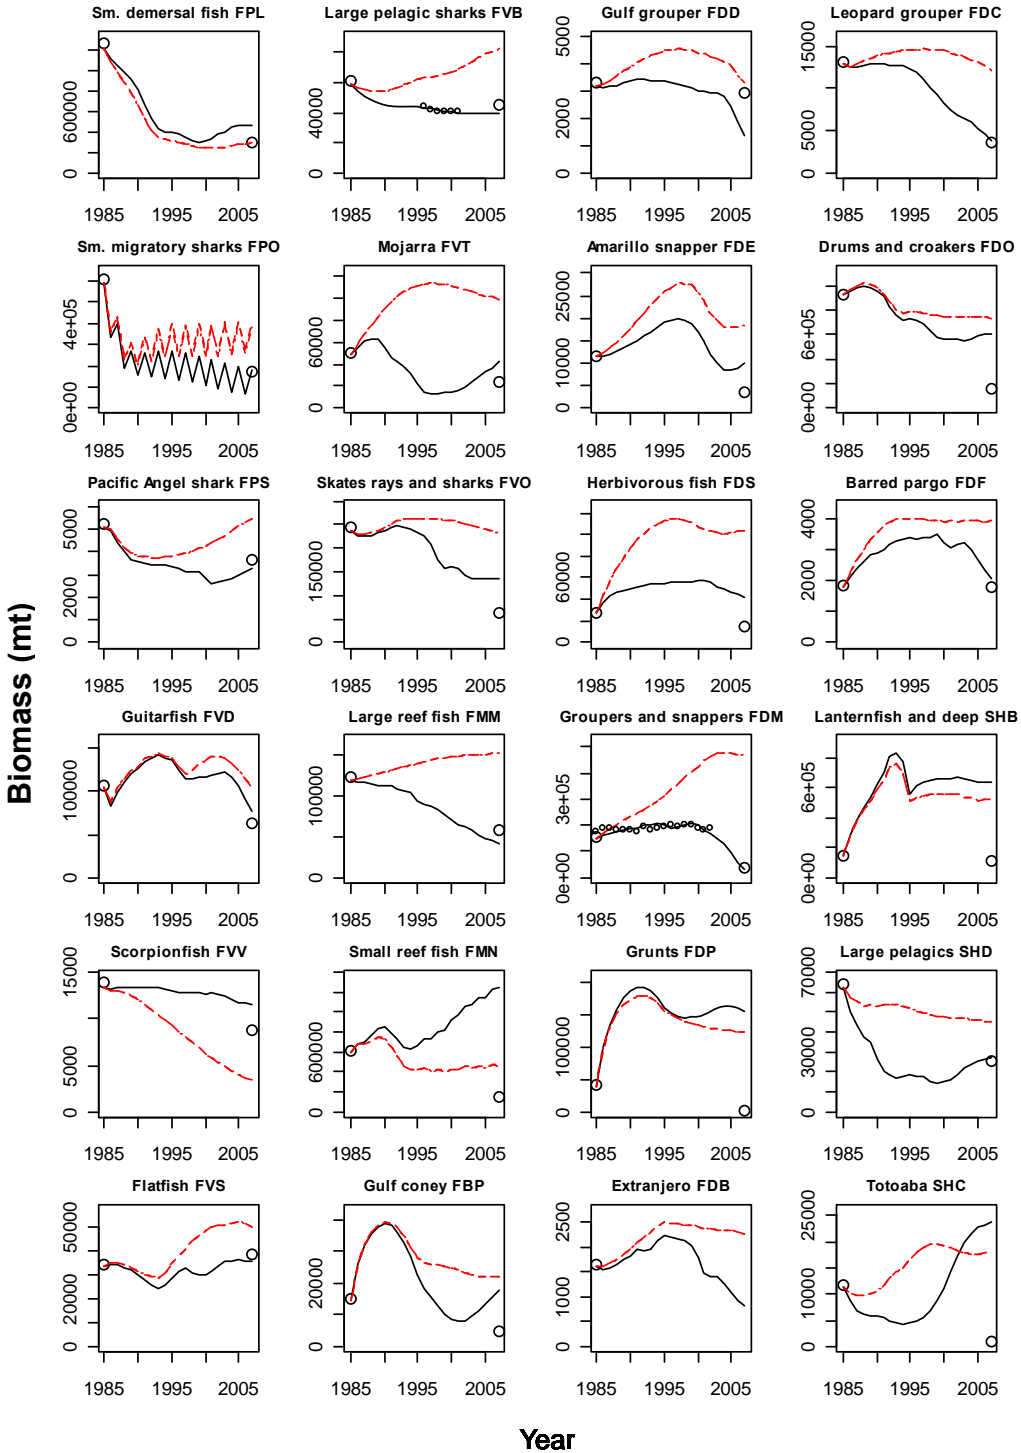 Sm. demersal fish FPL
Large pelagic sharks FVB
Gulf grouper FDD
Leopard grouper FDC
0 600000
0 40000
0 2000 5000
0 5000 15000
1985 1995 2005
1985 1995 2005
1985 1995 2005
1985 1995 2005
Sm. migratory sharks FPO
Mojarra FVT
Amarillo snapper FDE
Drums and croakers FDO
0e+00 4e+05
0 60000
0 10000 25000
0e+00 6e+05
1985 1995 2005
1985 1995 2005
1985 1995 2005
1985 1995 2005
Pacific Angel shark FPS
Skates rays and sharks FVO
Herbivorous fish FDS
Barred pargo FDF
0 2000 5000
0 150000
0 60000
0 2000 4000
1985 1995 2005
1985 1995 2005
1985 1995 2005
1985 1995 2005
Biomass (mt)
Guitarfish FVD
Large reef fish FMM
Groupers and snappers FDM
Lanternfish and deep SHB
0 100000
0 100000
0e+00 3e+05
0e+00 6e+05
1985 1995 2005
1985 1995 2005
1985 1995 2005
1985 1995 2005
Scorpionfish FVV
Small reef fish FMN
Grunts FDP
Large pelagics SHD
0 5000 15000
0 600000
0 100000
0 30000 70000
1985 1995 2005
1985 1995 2005
1985 1995 2005
1985 1995 2005
Flatfish FVS
Gulf coney FBP
Extranjero FDB
Totoaba SHC
0 20000 50000
0 20000
0 1000 2500
0 10000
1985 1995 2005
1985 1995 2005
1985 1995 2005
1985 1995 2005
Year